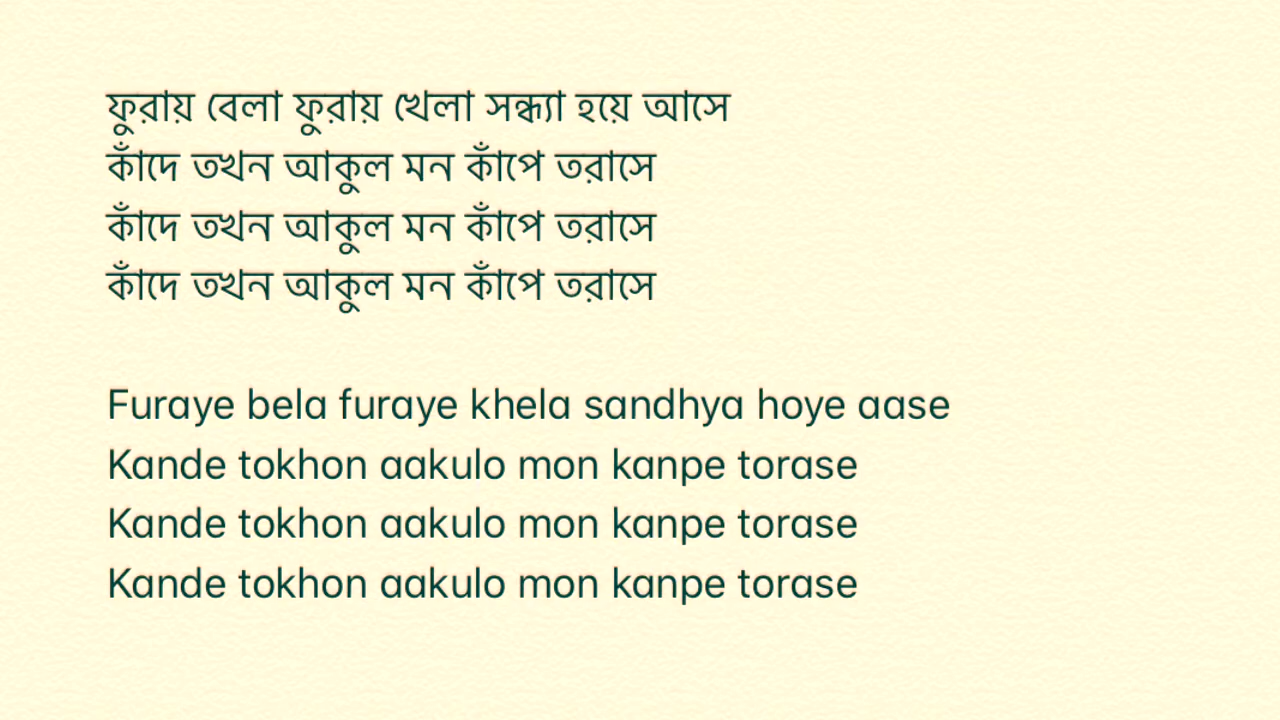 ফুরায় বেলা ফুরায় খেলা সন্ধ্যা হয়ে আসে
কাঁদে তখন আকুল মন কাঁপে তরাসে
কাঁদে তখন আকুল মন কাঁপে তরাসে
কাঁদে তখন আকুল মন কাঁপে তরাসে
Furaye bela furaye khela sandhya hoye aase
Kande tokhon aakulo mon kanpe torase
Kande tokhon aakulo mon kanpe torase
Kande tokhon aakulo mon kanpe torase